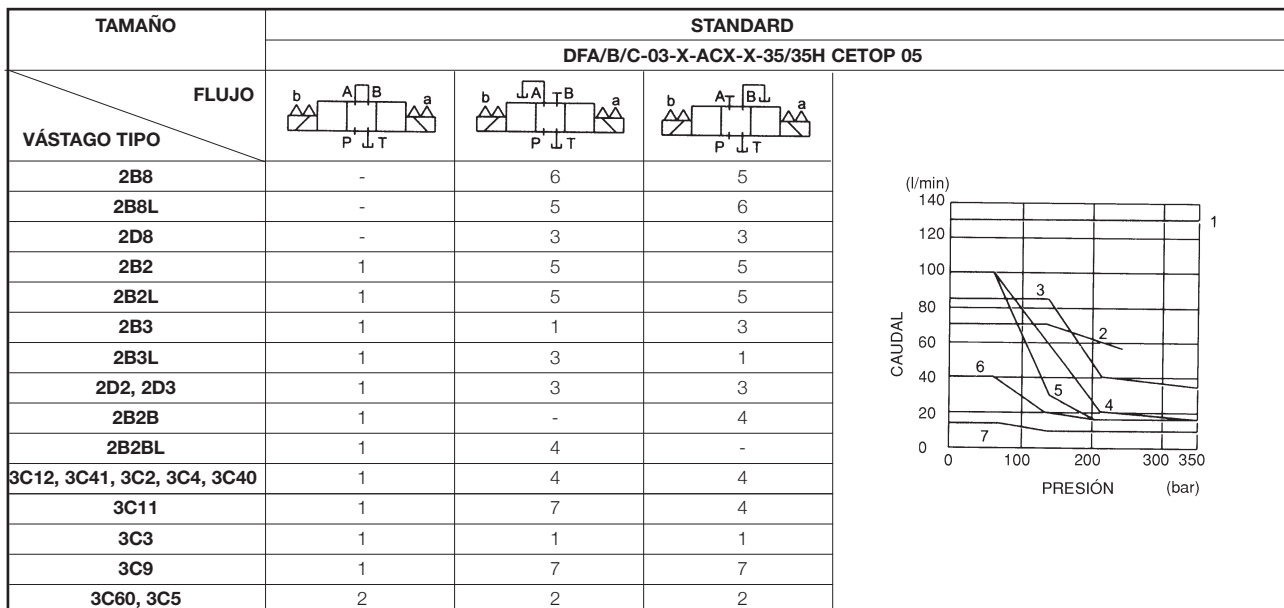 TAMAÑO STANDARD
DFA/B/C-03-X-ACX-X-35/35H CETOP 05
FLUJO
VÁSTAGO TIPO
b A B a P T
b A B a P T
b A B a P T
2B8 - 6 5
2B8L - 5 6
2D8 - 3 3
2B2 1 5 5
2B2L 1 5 5
2B3 1 1 3
2B3L 1 3 1
2D2, 2D3 1 3 3
2B2B 1 - 4
2B2BL 1 4 -
3C12, 3C41, 3C2, 3C4, 3C40 1 4 4
3C11 1 7 4
3C3 1 1 1
3C9 1 7 7
3C60, 3C5 2 2 2
(l/min)
140
120
100
80
60
40
20
0
CAUDAL
1
3
2
6
5
4
7
0 100 200 300 350
PRESIÓN (bar)